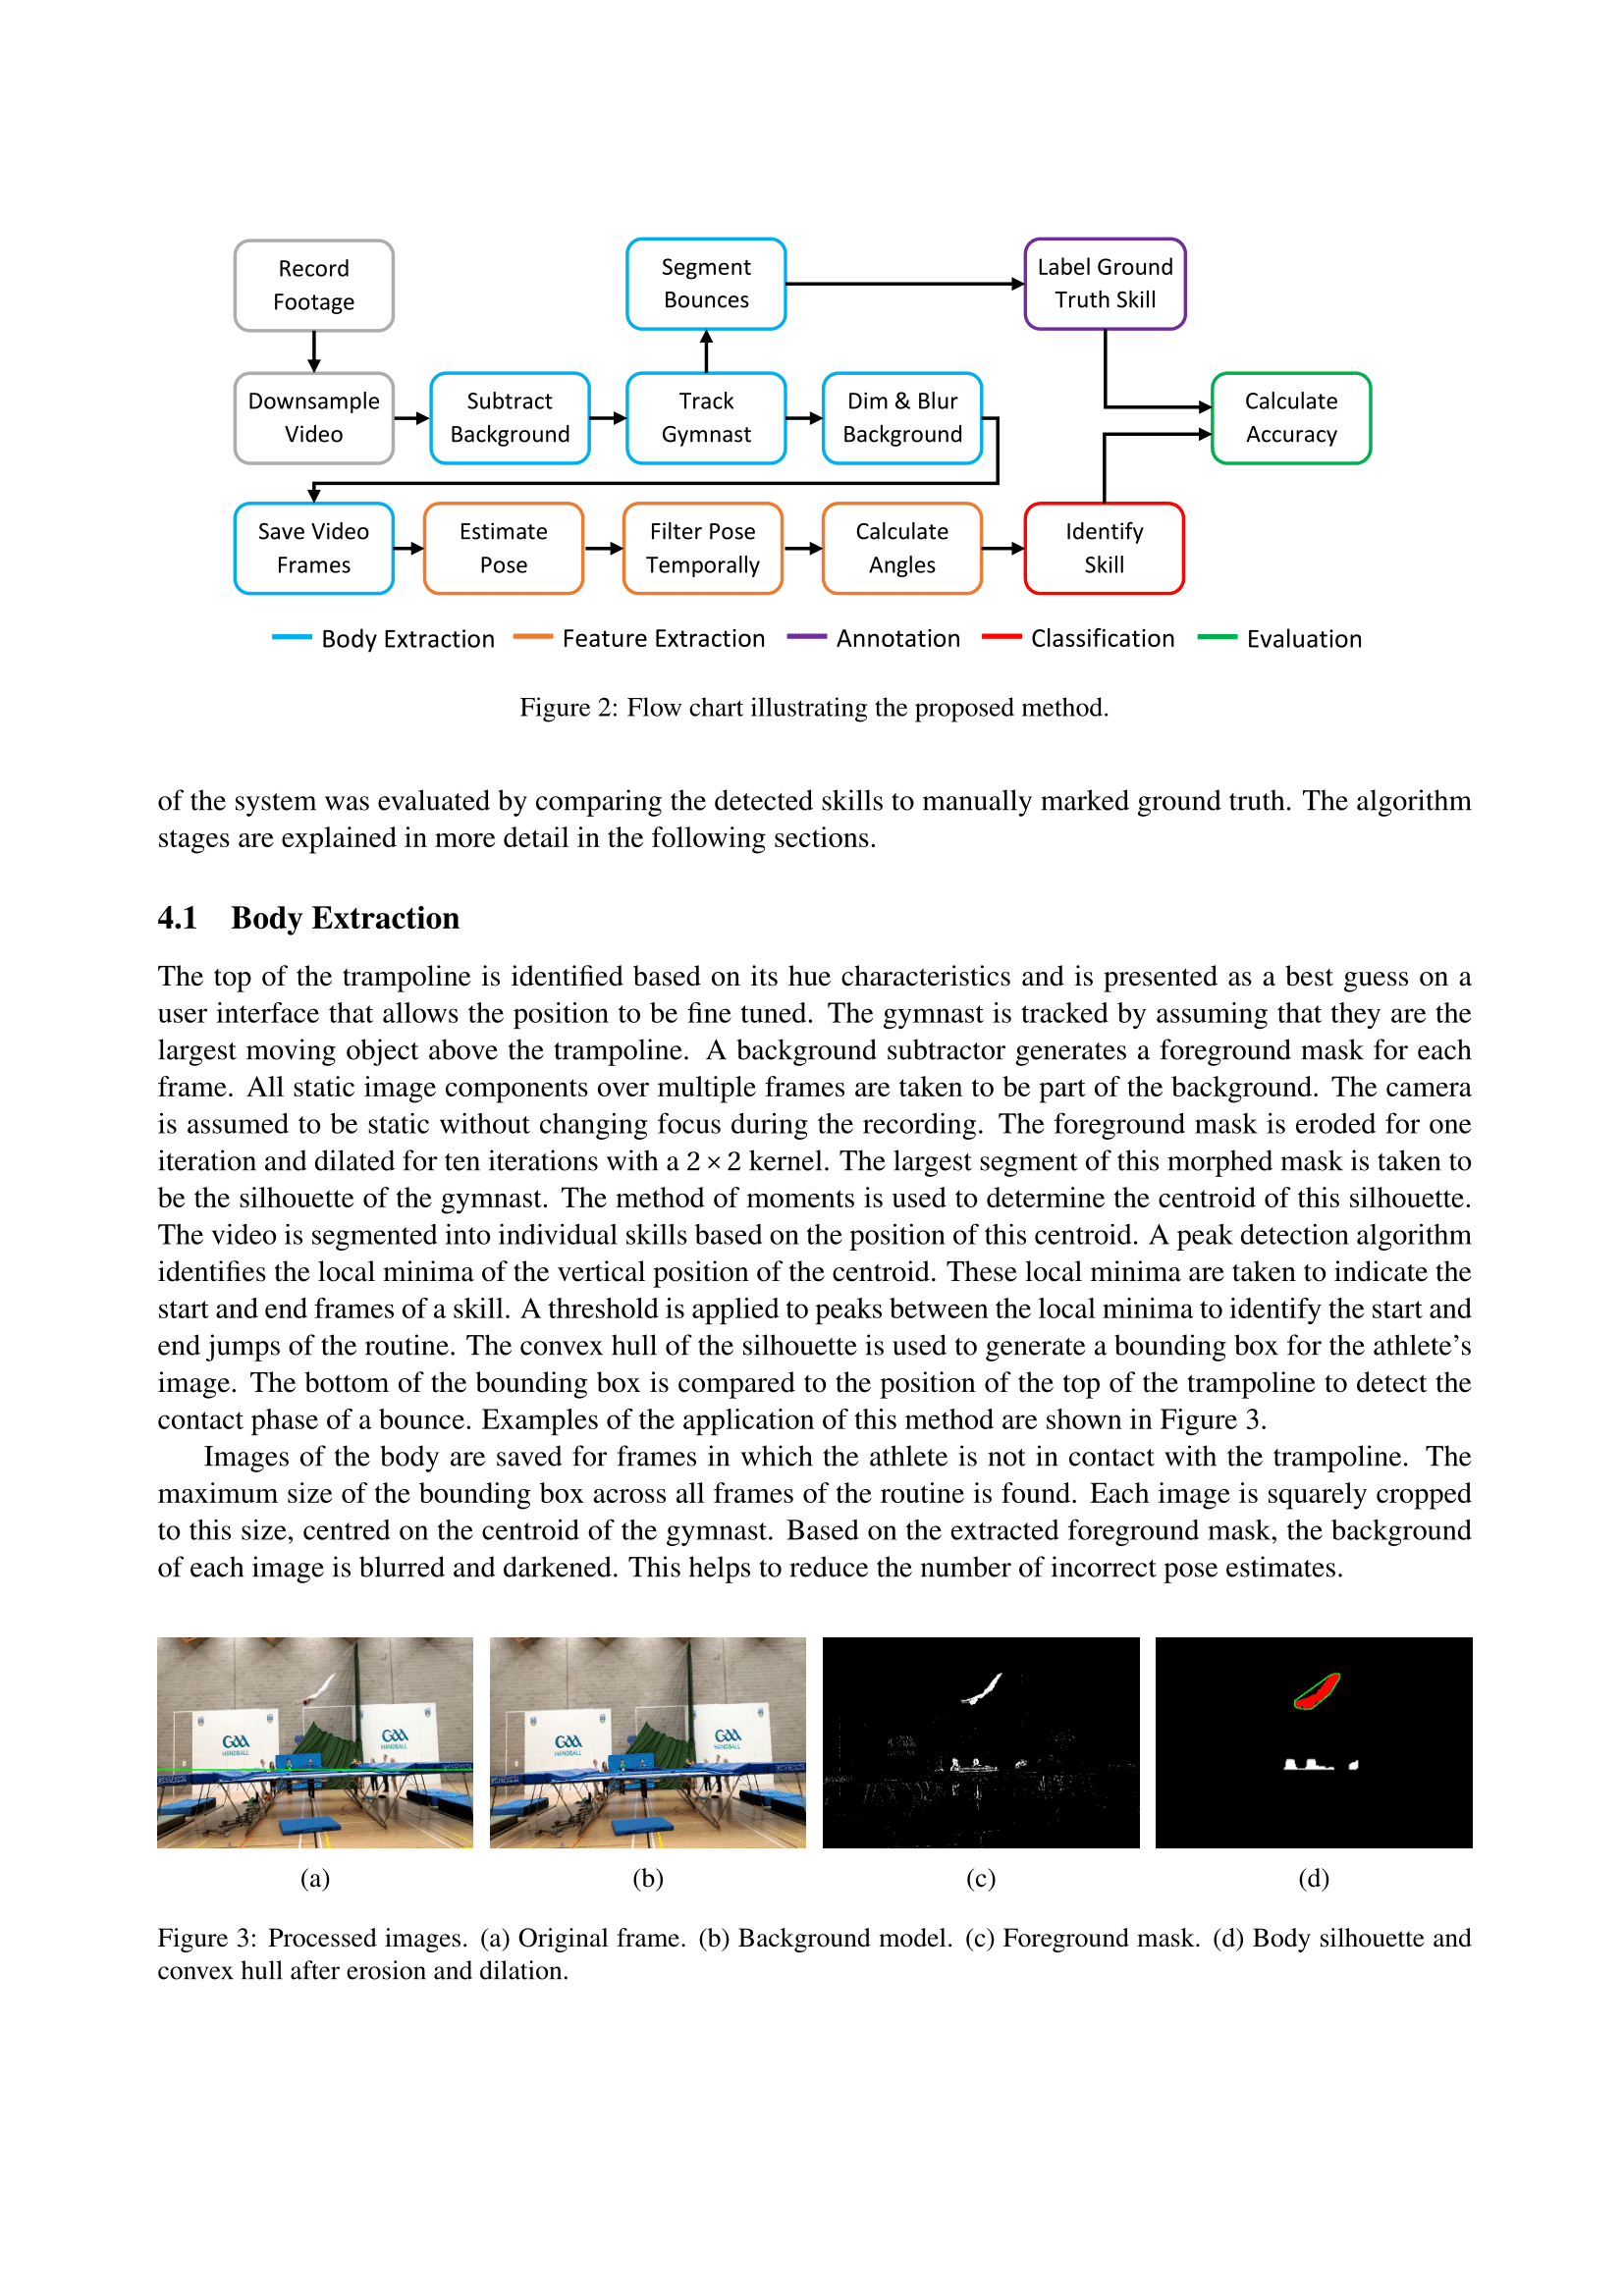 Record
Footage
Segment
Bounces
Label Ground
Truth Skill
Downsample
Video
Subtract
Background
Track
Gymnast
Dim & Blur
Background
Calculate
Accuracy
Save Video
Frames
Estimate
Pose
Filter Pose
Temporally
Calculate
Angles
Identify
Skill
Body Extraction Feature Extraction Annotation Classification Evaluation
Figure 2: Flow chart illustrating the proposed method.
of the system was evaluated by comparing the detected skills to manually marked ground truth. The algorithm
stages are explained in more detail in the following sections.
4.1 Body Extraction
The top of the trampoline is identified based on its hue characteristics and is presented as a best guess on a
user interface that allows the position to be fine tuned. The gymnast is tracked by assuming that they are the
largest moving object above the trampoline. A background subtractor generates a foreground mask for each
frame. All static image components over multiple frames are taken to be part of the background. The camera
is assumed to be static without changing focus during the recording. The foreground mask is eroded for one
iteration and dilated for ten iterations with a 2 × 2 kernel. The largest segment of this morphed mask is taken to
be the silhouette of the gymnast. The method of moments is used to determine the centroid of this silhouette.
The video is segmented into individual skills based on the position of this centroid. A peak detection algorithm
identifies the local minima of the vertical position of the centroid. These local minima are taken to indicate the
start and end frames of a skill. A threshold is applied to peaks between the local minima to identify the start and
end jumps of the routine. The convex hull of the silhouette is used to generate a bounding box for the athlete's
image. The bottom of the bounding box is compared to the position of the top of the trampoline to detect the
contact phase of a bounce. Examples of the application of this method are shown in Figure 3.
Images of the body are saved for frames in which the athlete is not in contact with the trampoline. The
maximum size of the bounding box across all frames of the routine is found. Each image is squarely cropped
to this size, centred on the centroid of the gymnast. Based on the extracted foreground mask, the background
of each image is blurred and darkened. This helps to reduce the number of incorrect pose estimates.
GAA
HANDBALL
GAA
HANDBALL
GAA
HANDBALL
GAA
HANDBALL
(a) (b) (c) (d)
Figure 3: Processed images. (a) Original frame. (b) Background model. (c) Foreground mask. (d) Body silhouette and
convex hull after erosion and dilation.